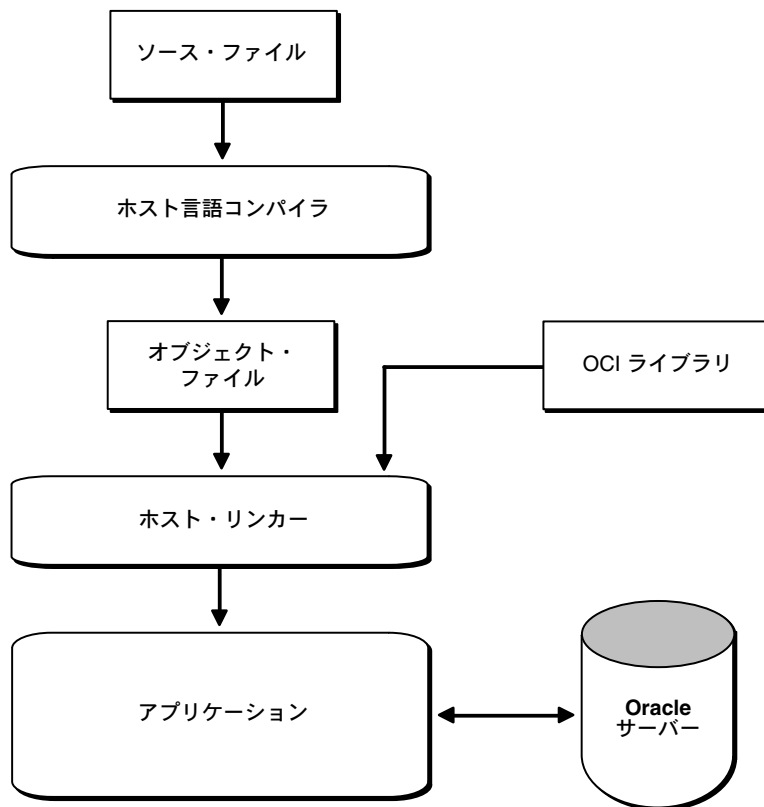 ソース・ファイル
ホスト言語コンパイラ
オブジェクト・
ファイル
OCI ライブラリ
ホスト・リンカー
アプリケーション
Oracle
サーバー